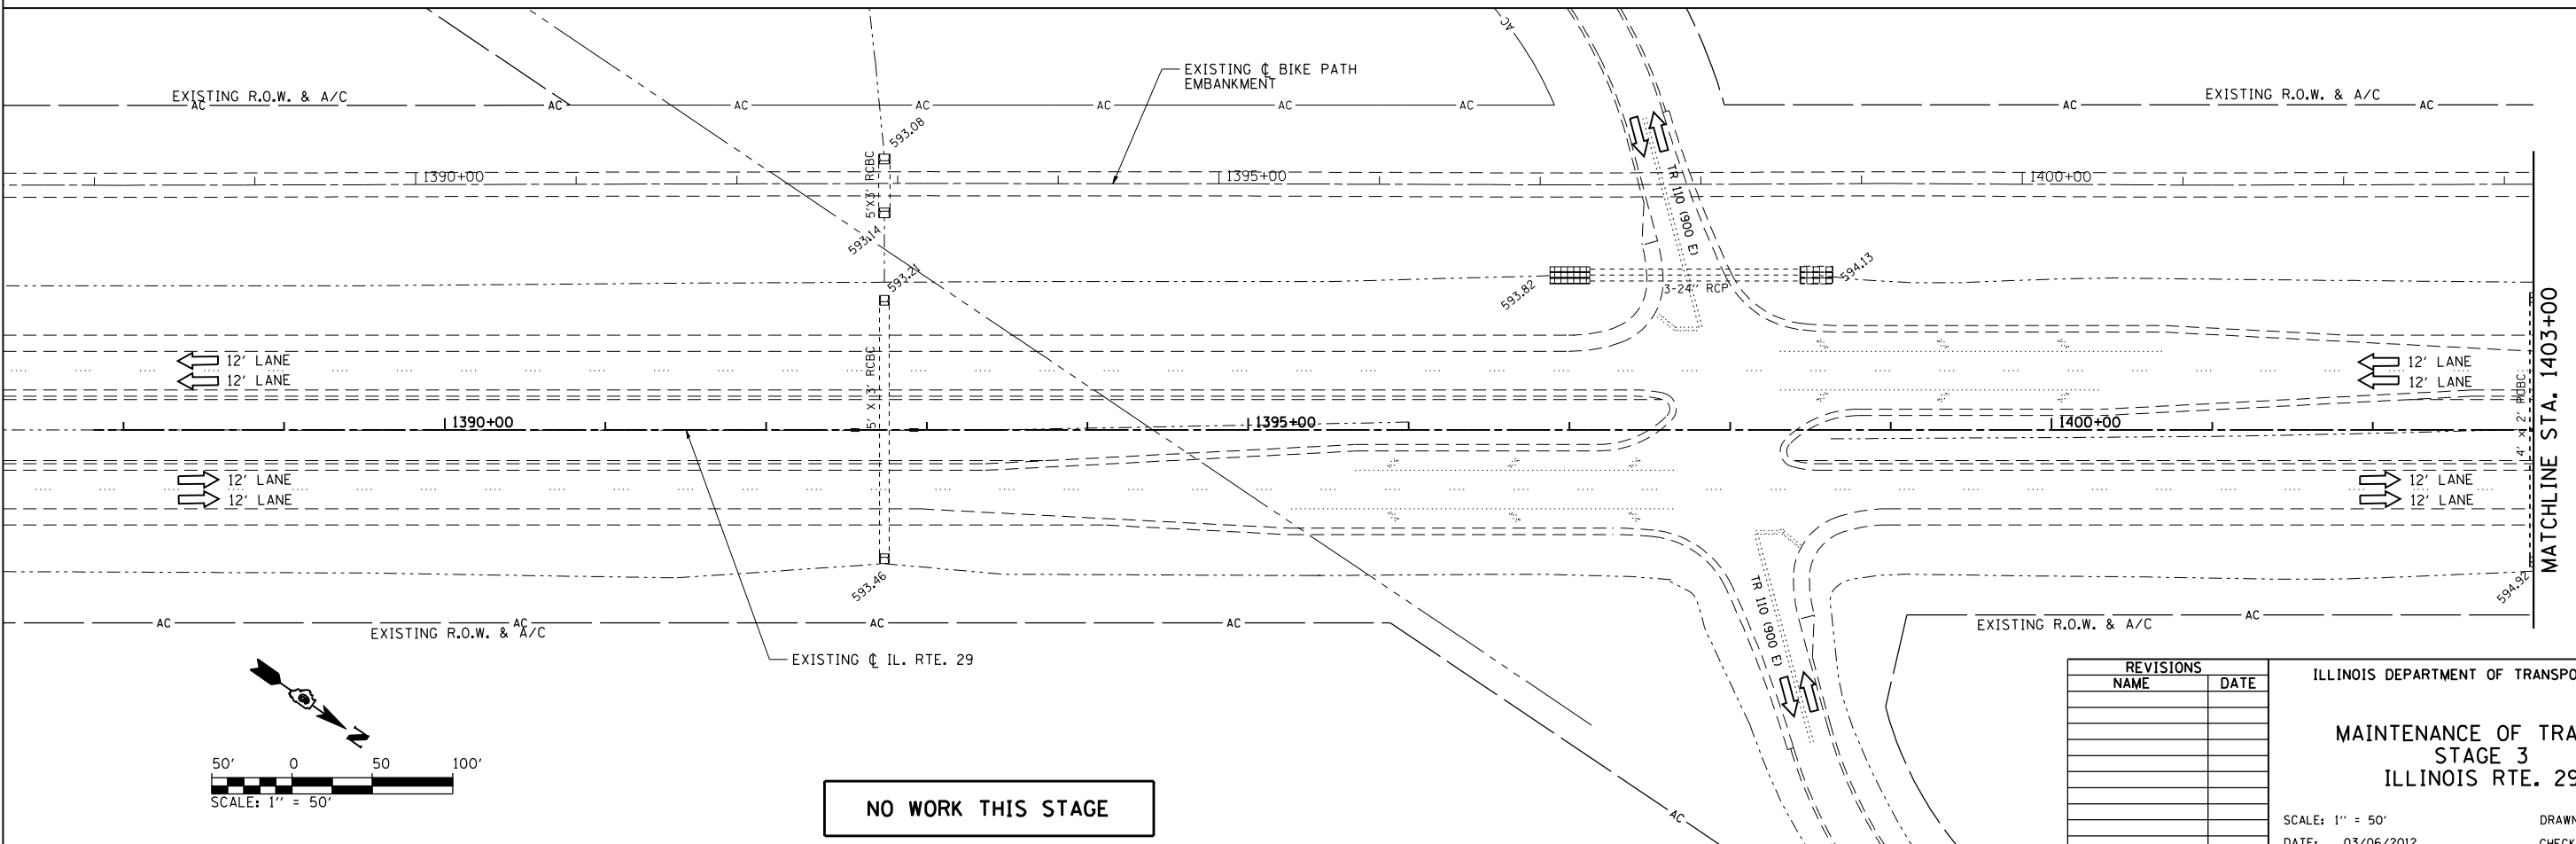 AC
EXISTING ℄ BIKE PATH
EMBANKMENT
EXISTING R.O.W. & A/C
AC
AC
AC
AC
AC
AC
AC
EXISTING R.O.W. & A/C
AC
AC
593.08
5'X3' RCBC
593.14
593.21
1390+00
1395+00
1400+00
TR 110 (900 E)
593.82
3-24" RCP
594.13
12' LANE
12' LANE
5' X 3' RCBC
12' LANE
12' LANE
1390+00
1395+00
1400+00
4' x 2' PUBC
MATCHLINE STA. 1403+00
12' LANE
12' LANE
12' LANE
12' LANE
593.46
594.92
TR 110 (900 E)
AC
AC
AC
AC
EXISTING R.O.W. & A/C
AC
EXISTING R.O.W. & A/C
EXISTING ℄ IL. RTE. 29
AC
N
50' 0 50 100'
SCALE: 1" = 50'
NO WORK THIS STAGE
REVISIONS
NAME DATE
ILLINOIS DEPARTMENT OF TRANSPO
MAINTENANCE OF TRA
STAGE 3
ILLINOIS RTE. 29
SCALE: 1" = 50'
DRAWN
DATE: 03/06/2012
CHECK